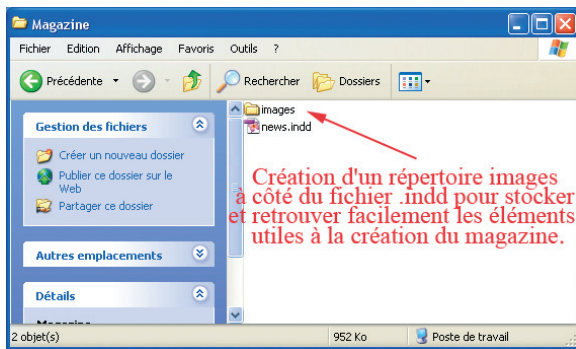 Magazine
Fichier Edition Affichage Favoris Outils ?
Précédente Rechercher Dossiers
images
news.indd
Gestion des fichiers
Créer un nouveau dossier
Publier ce dossier sur le
Web
Partager ce dossier
Création d'un répertoire images
à côté du fichier .indd pour stocker
et retrouver facilement les éléments
utiles à la création du magazine.
Autres emplacements
Détails
2 objet(s) 952 Ko Poste de travail